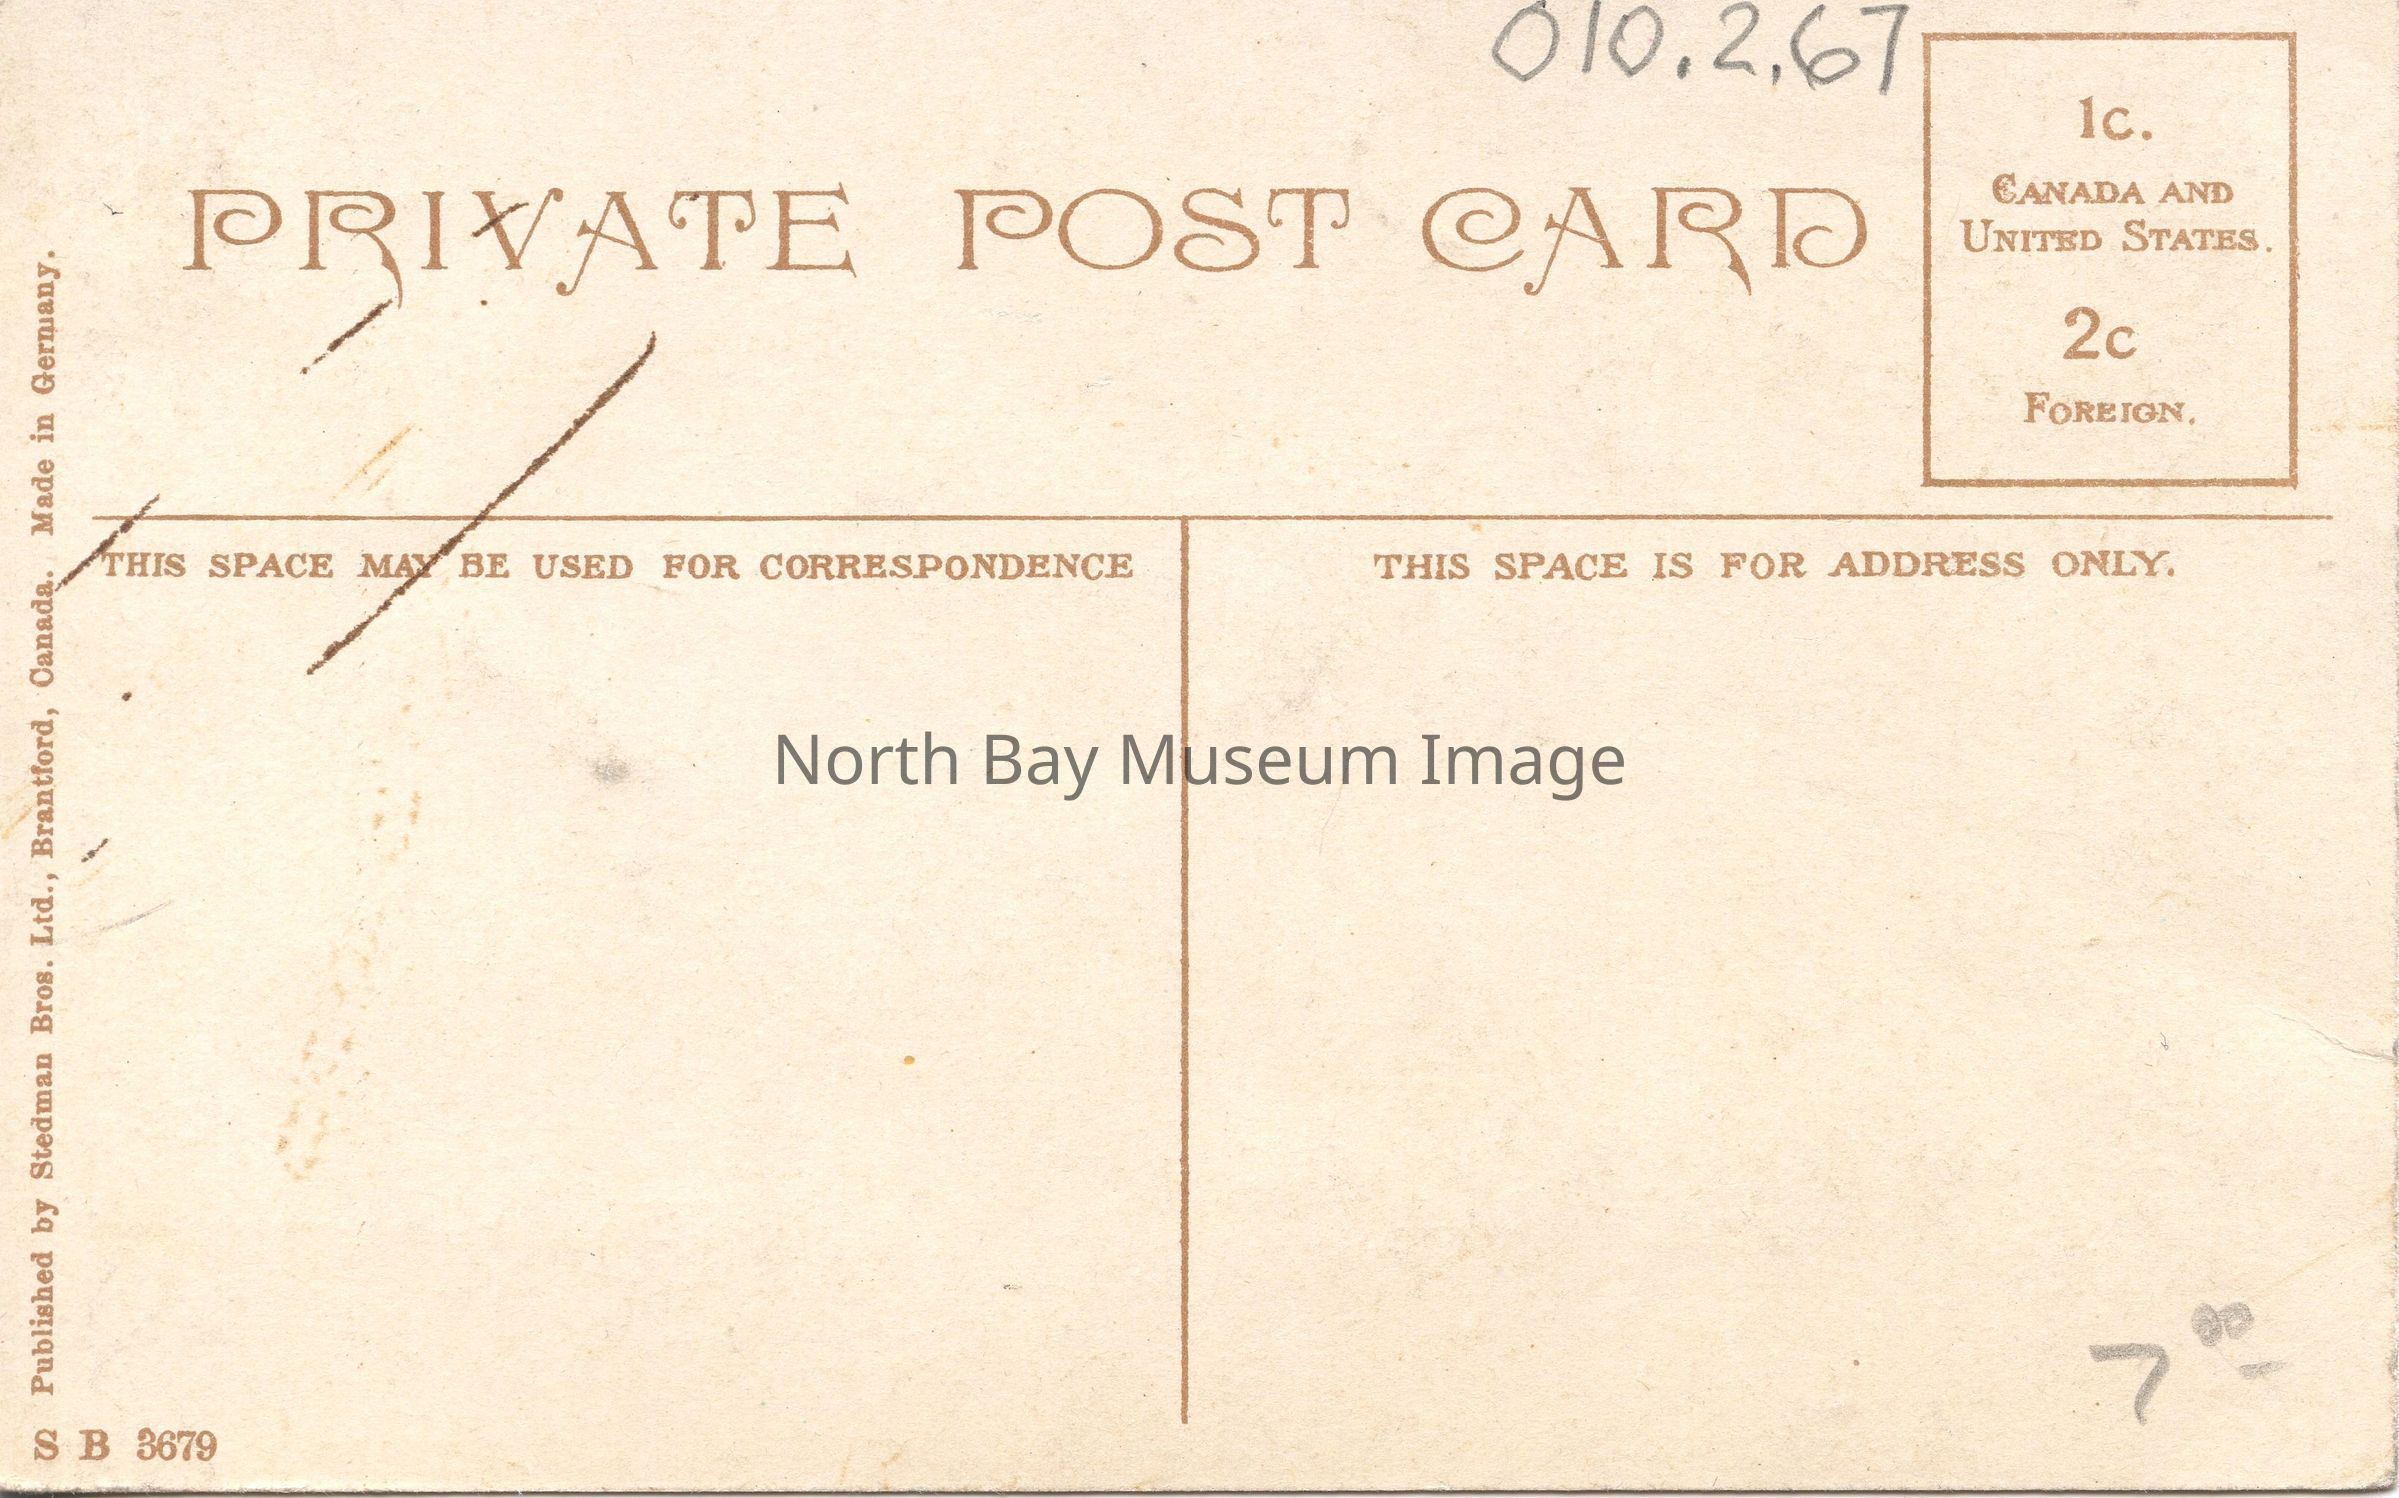 010.2.67
PRIVATE POST CARD
1c.
CANADA AND
UNITED STATES.
2c
FOREIGN.
THIS SPACE MAY BE USED FOR CORRESPONDENCE
THIS SPACE IS FOR ADDRESS ONLY.
Published by Stedman Bros. Ltd., Brantford, Canada. Made in Germany.
North Bay Museum Image
7 00
S B 3679